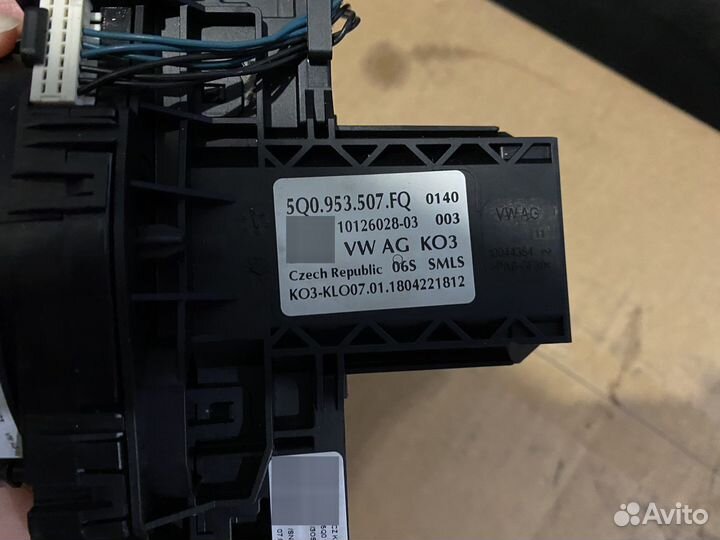 5Q0.953.507.FQ 0140
10126028-03 003
VW AG KO3
Czech Republic 06S SMLS
KO3-KLO07.01.1804221812
VW AG
Avito